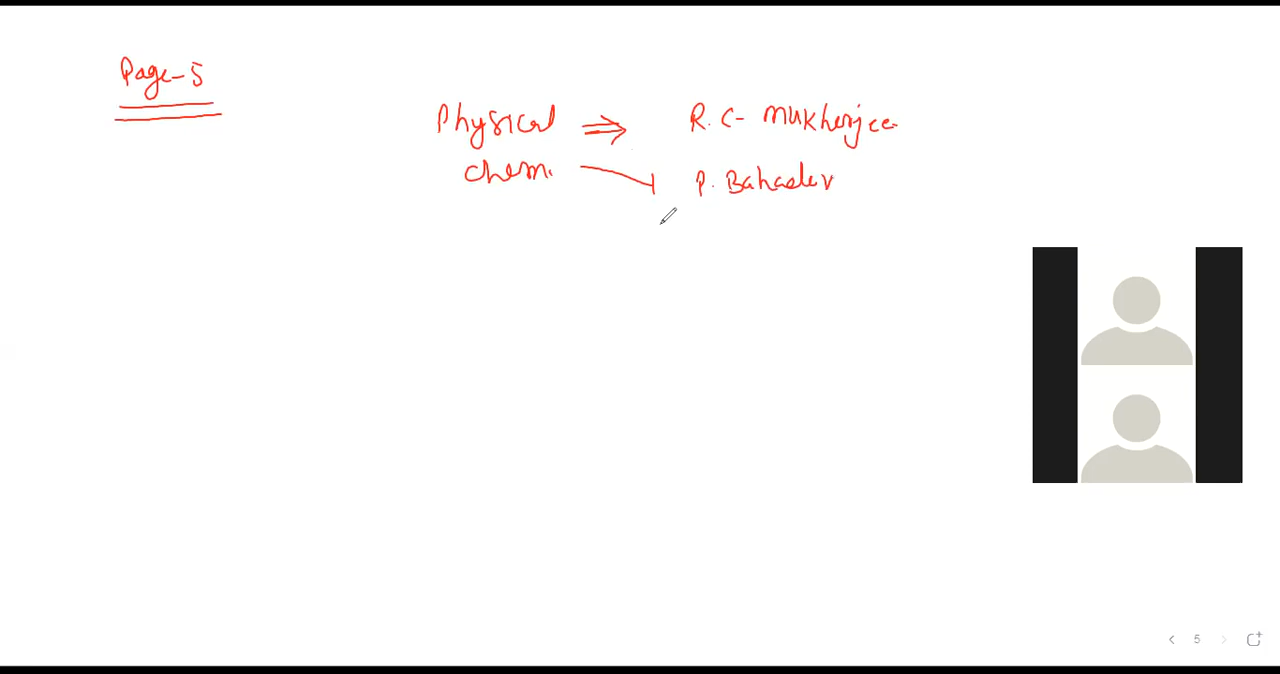 Page-5
Physical ⇒ R.C- Mukherjee
Chem. → P. Bahadur
5